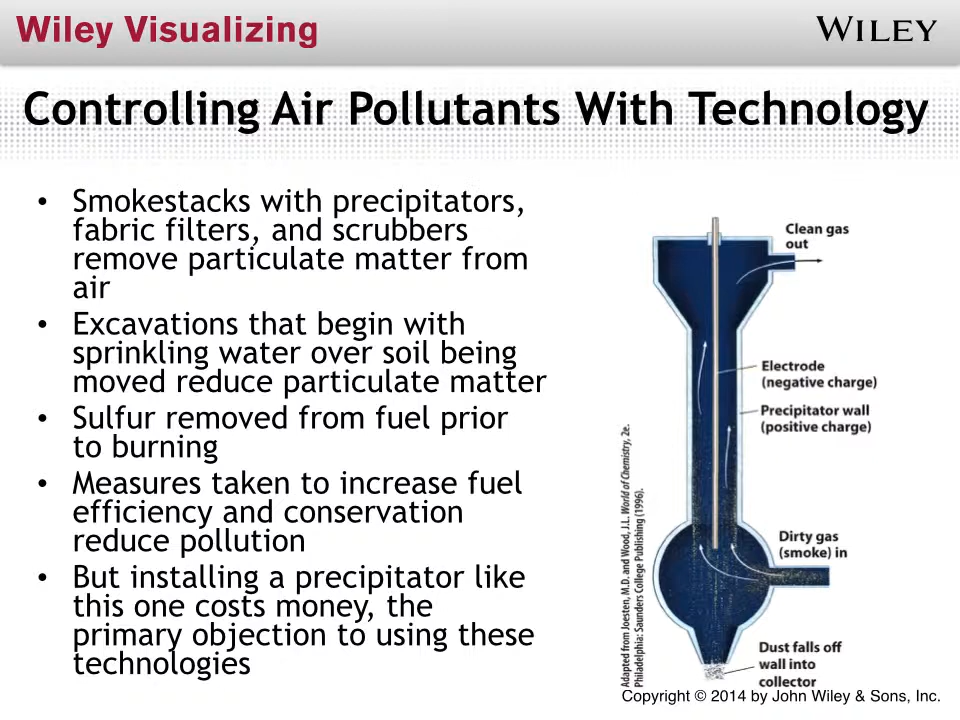 Wiley Visualizing
WILEY
Controlling Air Pollutants With Technology
• Smokestacks with precipitators,
fabric filters, and scrubbers
remove particulate matter from
air
• Excavations that begin with
sprinkling water over soil being
moved reduce particulate matter
• Sulfur removed from fuel prior
to burning
• Measures taken to increase fuel
efficiency and conservation
reduce pollution
• But installing a precipitator like
this one costs money, the
primary objection to using these
technologies
Clean gas
out
Electrode
(negative charge)
Precipitator wall
(positive charge)
Dirty gas
(smoke) in
Dust falls off
wall into
collector
Adapted from Joesten, M.D. and Wood, J.L. World of Chemistry, 2e.
Philadelphia: Saunders College Publishing (1996).
Copyright © 2014 by John Wiley & Sons, Inc.